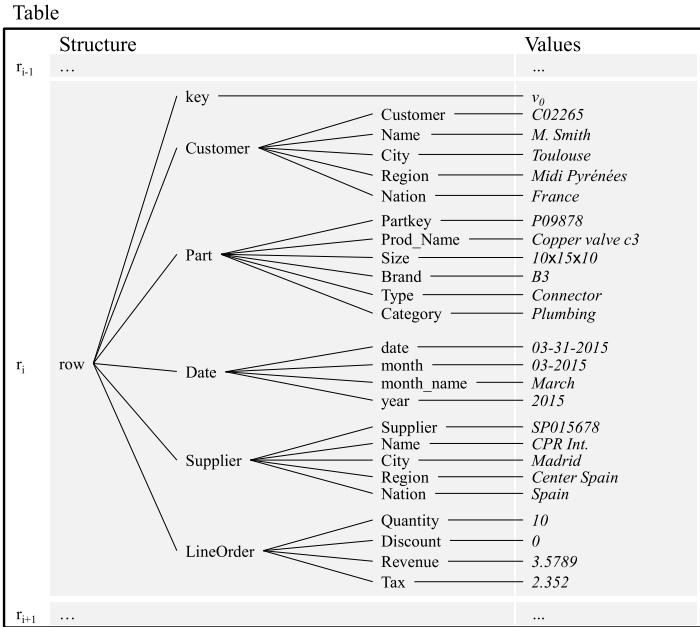 Table
Structure Values
ri-1 … ...
key v0
Customer C02265
Name M. Smith
Customer City Toulouse
Region Midi Pyrénées
Nation France
Partkey P09878
Prod_Name Copper valve c3
Part Size 10x15x10
Brand B3
Type Connector
Category Plumbing
date 03-31-2015
ri row month 03-2015
Date month_name March
year 2015
Supplier SP015678
Name CPR Int.
Supplier City Madrid
Region Center Spain
Nation Spain
Quantity 10
LineOrder Discount 0
Revenue 3.5789
Tax 2.352
ri+1 … ...